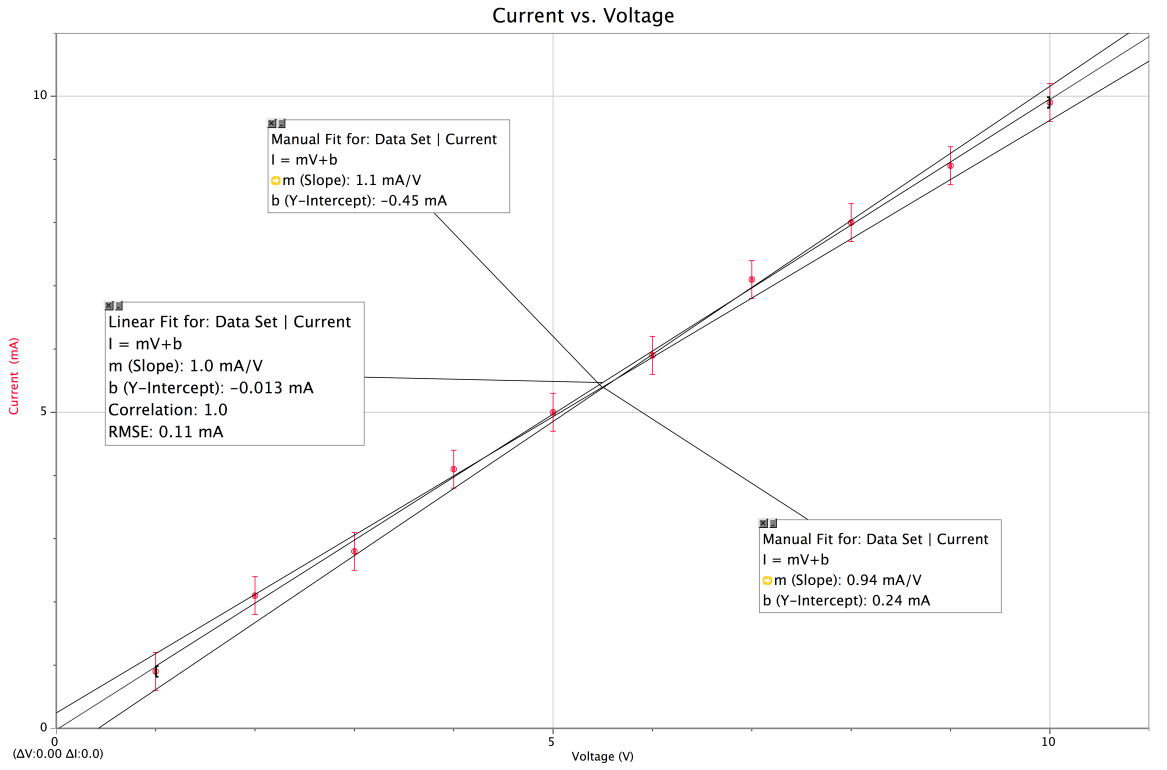 Current vs. Voltage
10
Manual Fit for: Data Set | Current
I = mV+b
m (Slope): 1.1 mA/V
b (Y-Intercept): -0.45 mA
Linear Fit for: Data Set | Current
I = mV+b
m (Slope): 1.0 mA/V
b (Y-Intercept): -0.013 mA
Correlation: 1.0
RMSE: 0.11 mA
Current (mA)
5
Manual Fit for: Data Set | Current
I = mV+b
m (Slope): 0.94 mA/V
b (Y-Intercept): 0.24 mA
0
0
5
10
(ΔV:0.00 ΔI:0.0)
Voltage (V)